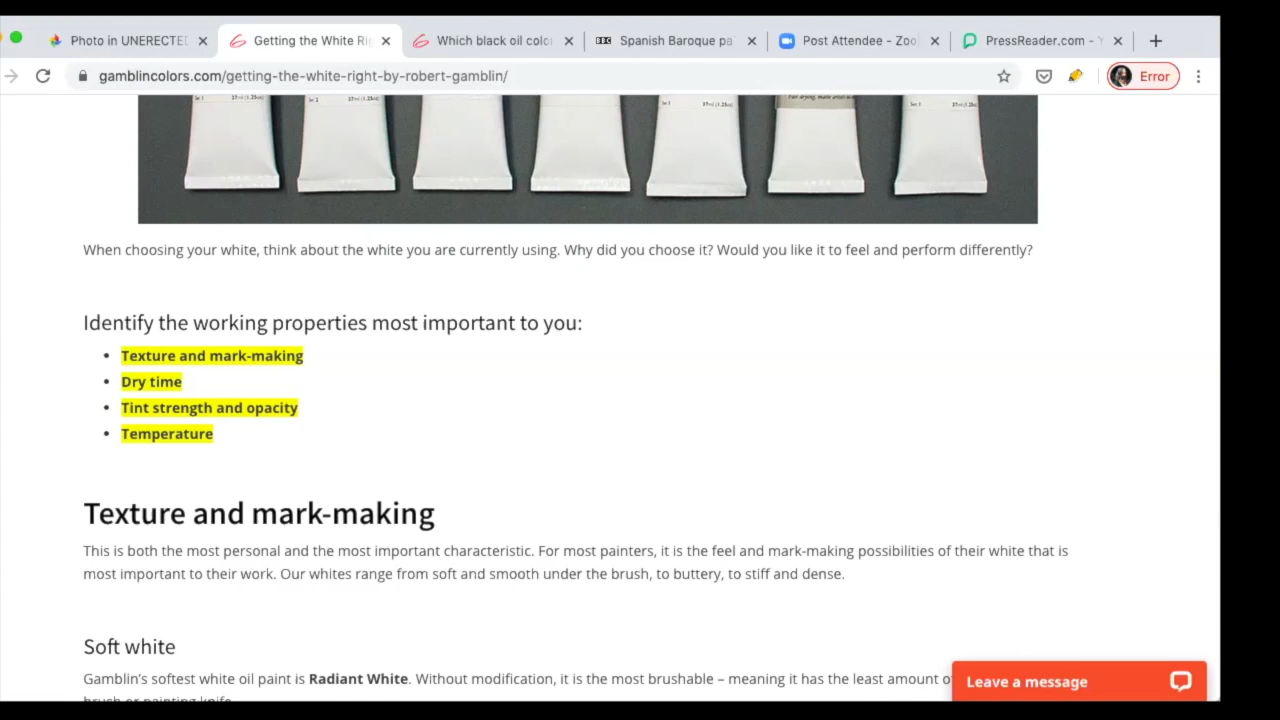 Photo in UNERECTED
Getting the White Ri
Which black oil colo
BBC Spanish Baroque pa
Post Attendee - Zoo
PressReader.com - Y
gamblincolors.com/getting-the-white-right-by-robert-gamblin/
Error
When choosing your white, think about the white you are currently using. Why did you choose it? Would you like it to feel and perform differently?
Identify the working properties most important to you:
• Texture and mark-making
• Dry time
• Tint strength and opacity
• Temperature
Texture and mark-making
This is both the most personal and the most important characteristic. For most painters, it is the feel and mark-making possibilities of their white that is
most important to their work. Our whites range from soft and smooth under the brush, to buttery, to stiff and dense.
Soft white
Gamblin's softest white oil paint is Radiant White. Without modification, it is the most brushable – meaning it has the least amount o
brush or painting knife
Leave a message